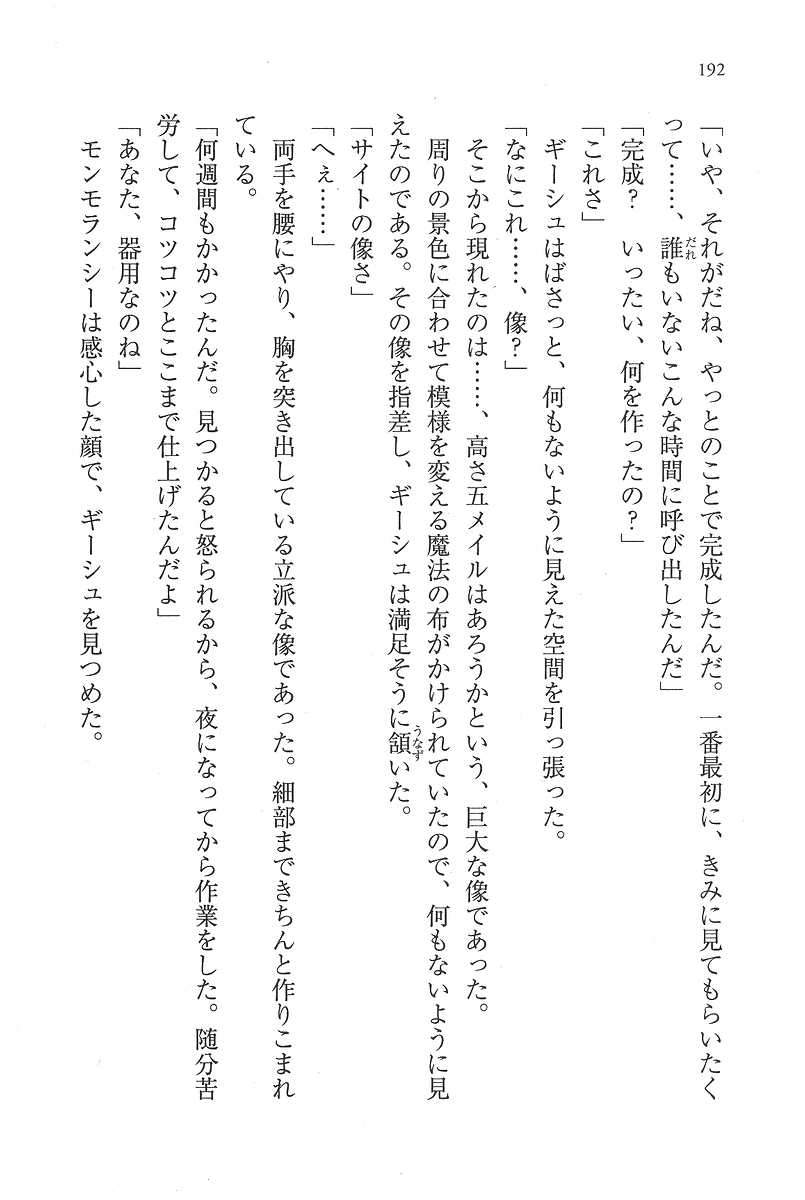 192
「いや、それがだね、やっとのことで完成したんだ。一番最初に、きみに見てもらいたく
って……、誰もいないこんな時間に呼び出したんだ」
だれ
「完成？　いったい、何を作ったの？」
「これさ」
ギーシュはばさっと、何もないように見えた空間を引っ張った。
「なにこれ……、像？」
そこから現れたのは……、高さ五メイルはあろうかという、巨大な像であった。
周りの景色に合わせて模様を変える魔法の布がかけられていたので、何もないように見
えたのである。その像を指差し、ギーシュは満足そうに頷いた。
うなず
「サイトの像さ」
「へぇ……」
両手を腰にやり、胸を突き出している立派な像であった。細部まできちんと作りこまれ
ている。
「何週間もかかったんだ。見つかると怒られるから、夜になってから作業をした。随分苦
労して、コツコツとここまで仕上げたんだよ」
「あなた、器用なのね」
モンモランシーは感心した顔で、ギーシュを見つめた。